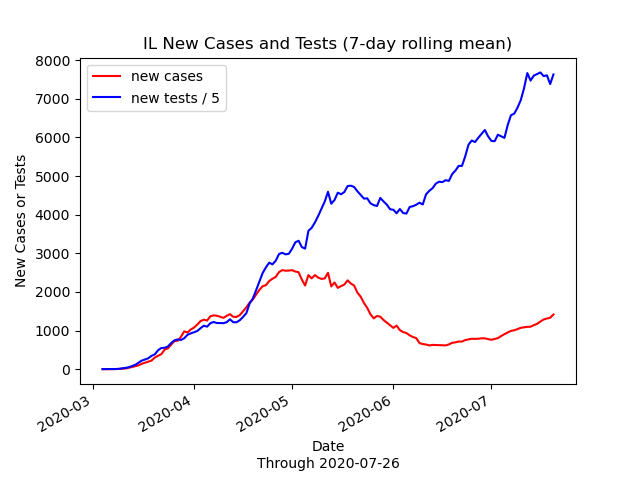 IL New Cases and Tests (7-day rolling mean)
new cases
new tests / 5
New Cases or Tests
8000
7000
6000
5000
4000
3000
2000
1000
0
2020-03
2020-04
2020-05
2020-06
2020-07
Date
Through 2020-07-26